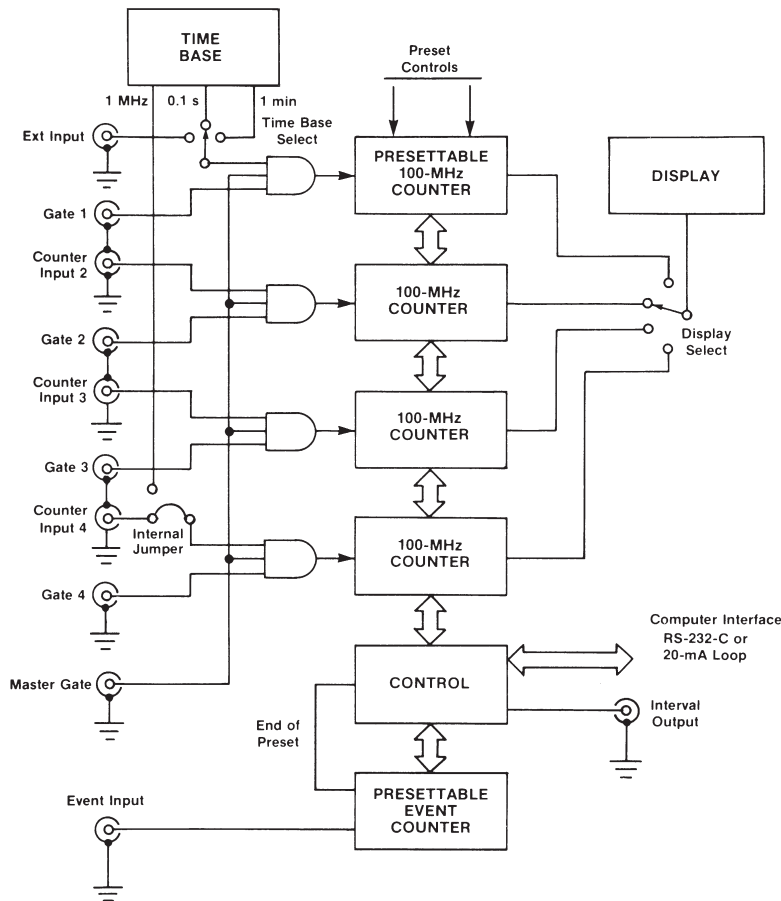 TIME
BASE
1 MHz
0.1 s
1 min
Ext Input
Time Base
Select
Preset
Controls
PRESETTABLE
100-MHz
COUNTER
DISPLAY
Gate 1
Counter
Input 2
100-MHz
COUNTER
Display
Select
Gate 2
Counter
Input 3
100-MHz
COUNTER
Gate 3
Counter
Input 4
Internal
Jumper
100-MHz
COUNTER
Gate 4
Computer Interface
RS-232-C or
20-mA Loop
Master Gate
CONTROL
Interval
Output
End of
Preset
Event Input
PRESETTABLE
EVENT
COUNTER